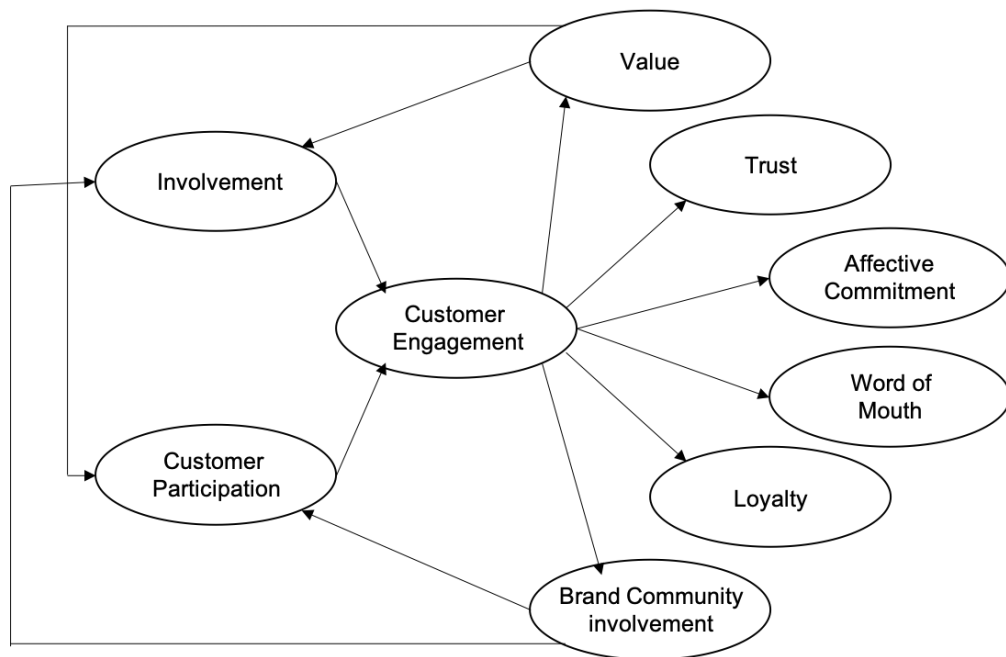 Value
Trust
Involvement
Affective
Commitment
Customer
Engagement
Word of
Mouth
Customer
Participation
Loyalty
Brand Community
involvement